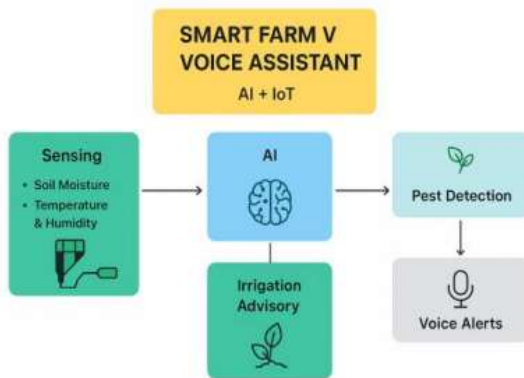 SMART FARM V
VOICE ASSISTANT
AI + IoT
Sensing
• Soil Moisture
• Temperature
& Humidity
AI
Pest Detection
Irrigation
Advisory
Voice Alerts